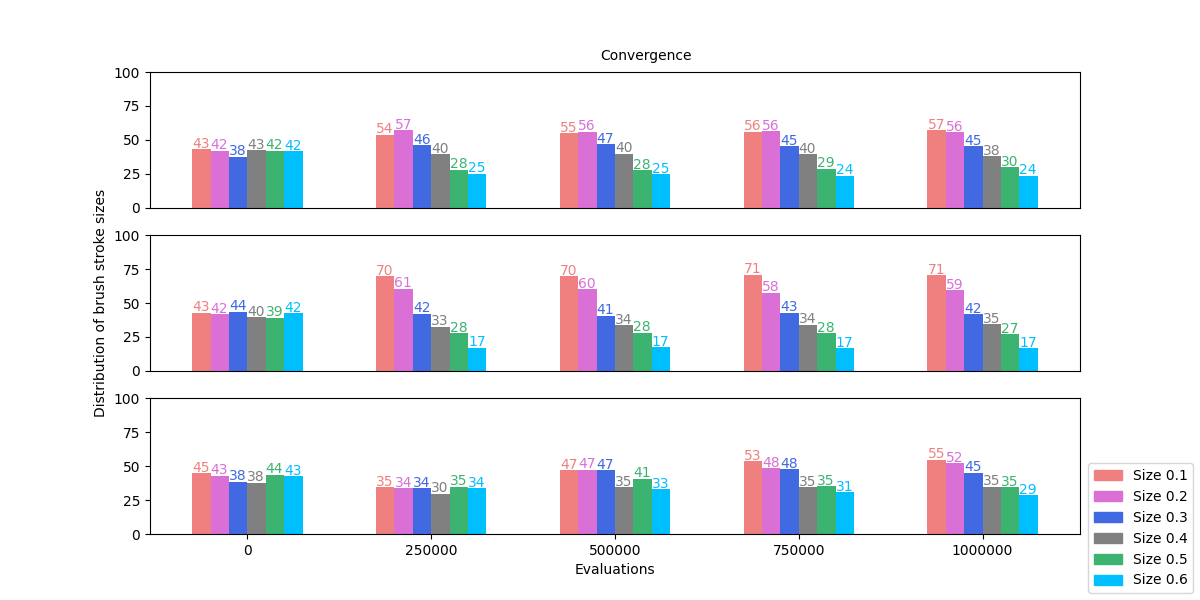 Convergence
100
75
50
25
0
43 42 38 43 42 42
54 57 46 40 28 25
55 56 47 40 28 25
56 56 45 40 29 24
57 56 45 38 30 24
Distribution of brush stroke sizes
100
75
50
25
0
43 42 44 40 39 42
70 61 42 33 28 17
70 60 41 34 28 17
71 58 43 34 28 17
71 59 42 35 27 17
100
75
50
25
0
45 43 38 38 44 43
35 34 34 30 35 34
47 47 47 35 41 33
53 48 48 35 35 31
55 52 45 35 35 29
0 250000 500000 750000 1000000
Evaluations
Size 0.1
Size 0.2
Size 0.3
Size 0.4
Size 0.5
Size 0.6